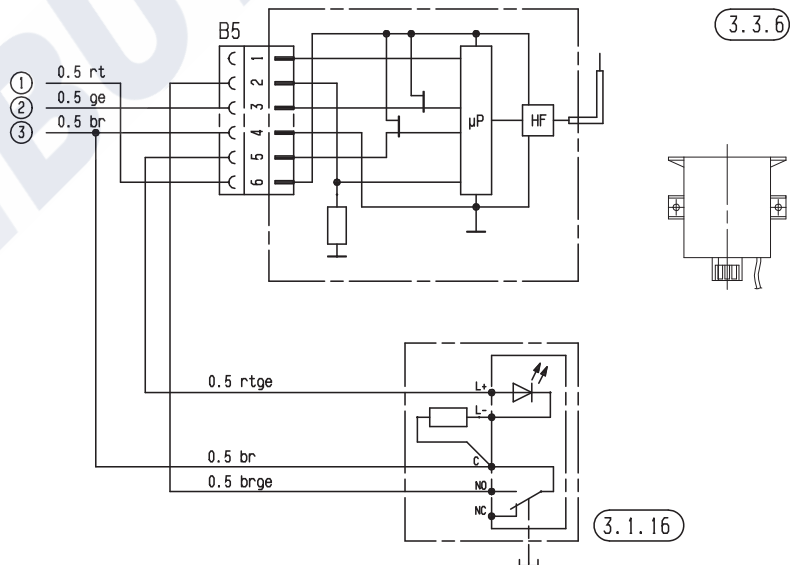 3.3.6
B5
1
2
3
4
5
6
① 0.5 rt
② 0.5 ge
③ 0.5 br
µP
HF
0.5 rtge
L+
L-
0.5 br
C
0.5 brge
NO
NC
3.1.16